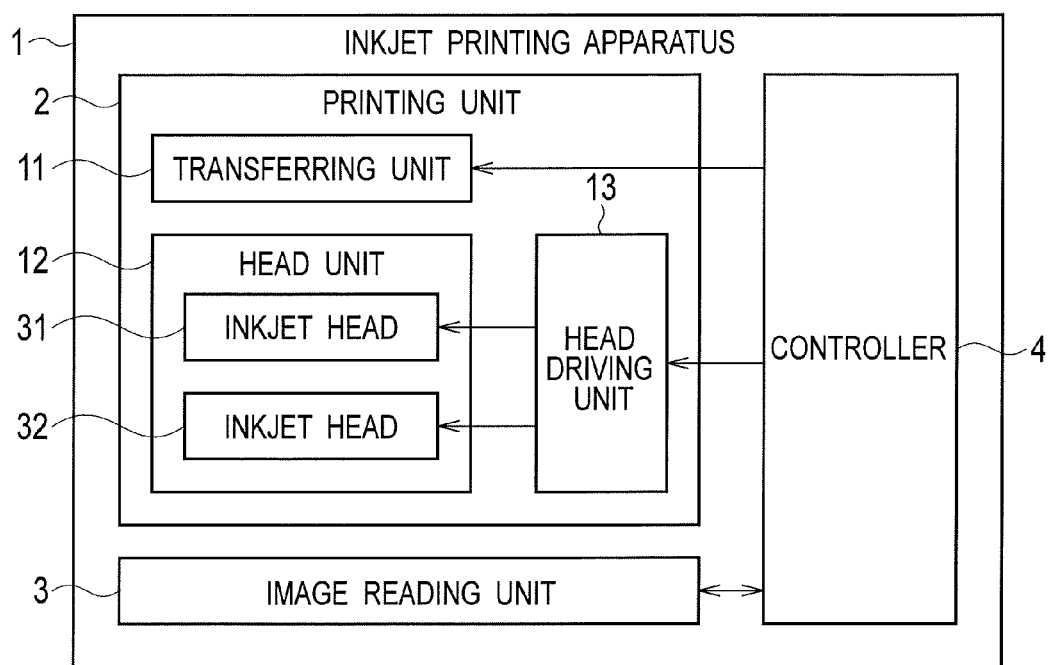 1
INKJET PRINTING APPARATUS
2
PRINTING UNIT
11
TRANSFERRING UNIT
13
12
HEAD UNIT
31
INKJET HEAD
32
INKJET HEAD
HEAD
DRIVING
UNIT
CONTROLLER
4
3
IMAGE READING UNIT